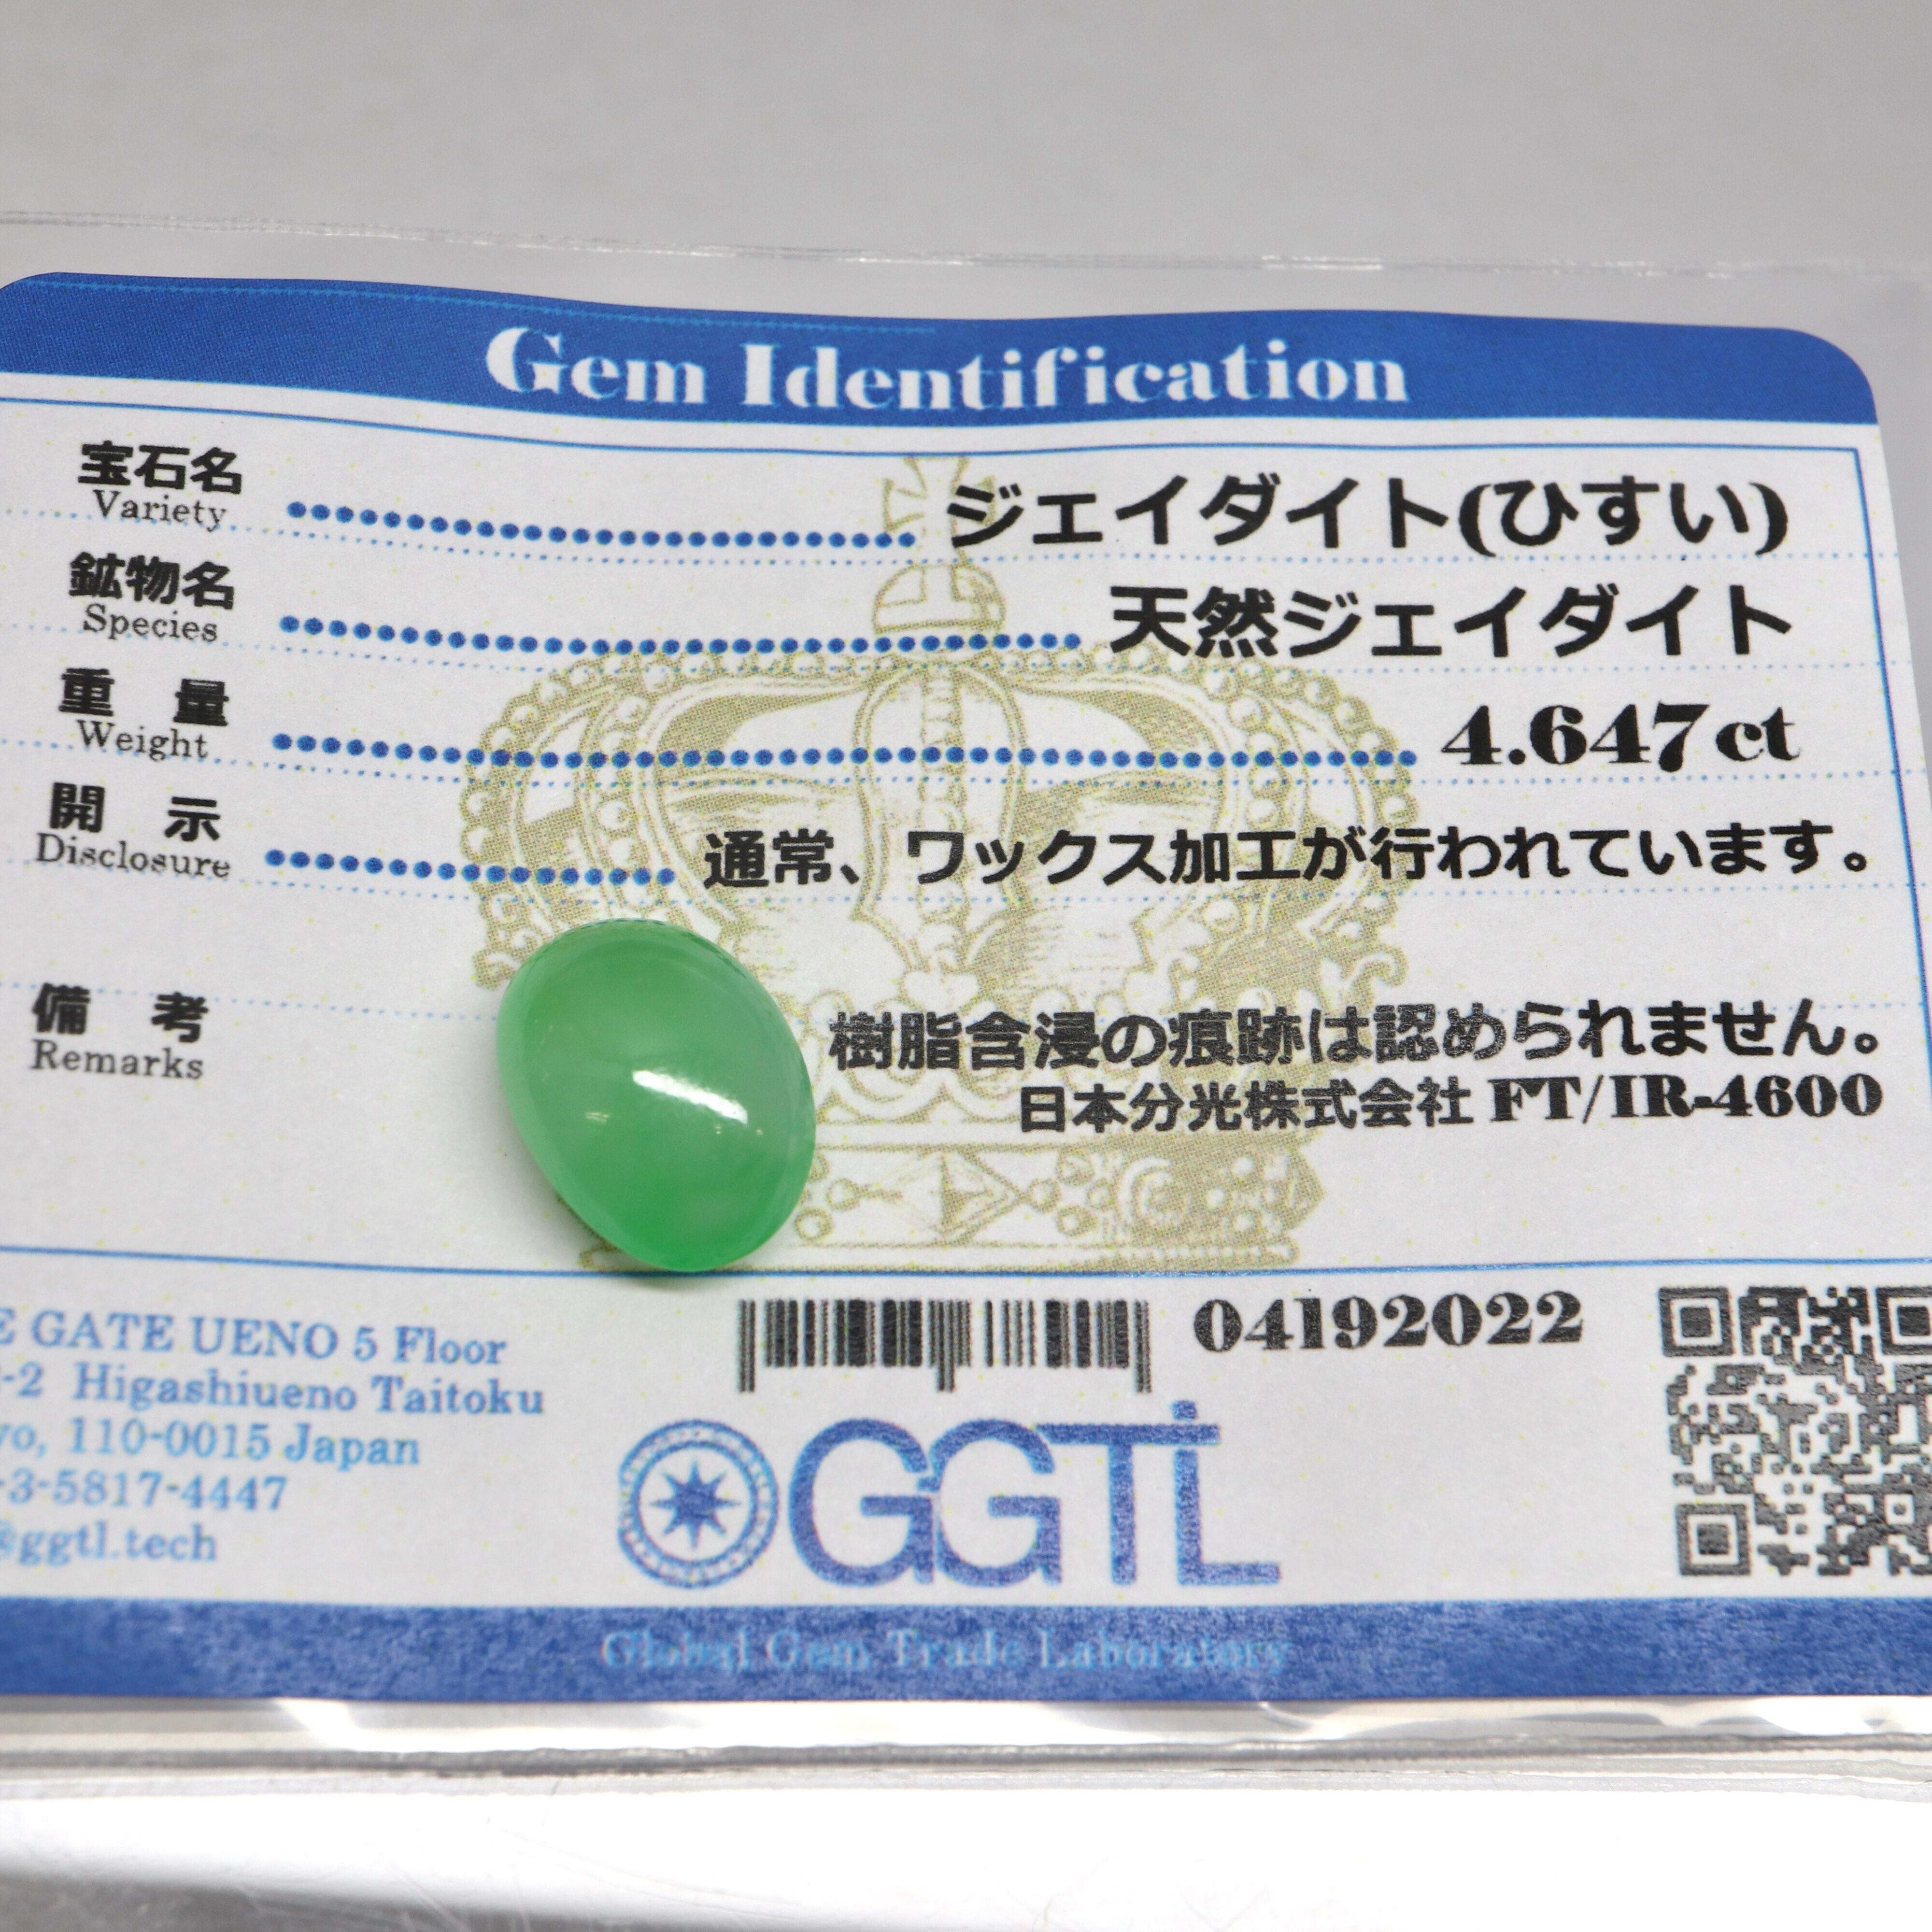 Gem Identification
宝石名 ジェイダイト(ひすい)
Variety
鉱物名 天然ジェイダイト
Species
重 量 4.647ct
Weight
開 示 通常、ワックス加工が行われています。
Disclosure
備 考 樹脂含浸の痕跡は認められません。
Remarks 日本分光株式会社 FT/IR-4600
E GATE UENO 5 Floor
-2 Higashiueno Taitoku
yo, 110-0015 Japan
-3-5817-4447
@ggtl.tech
04192022
GGTL
Global Gem Trade Laboratory